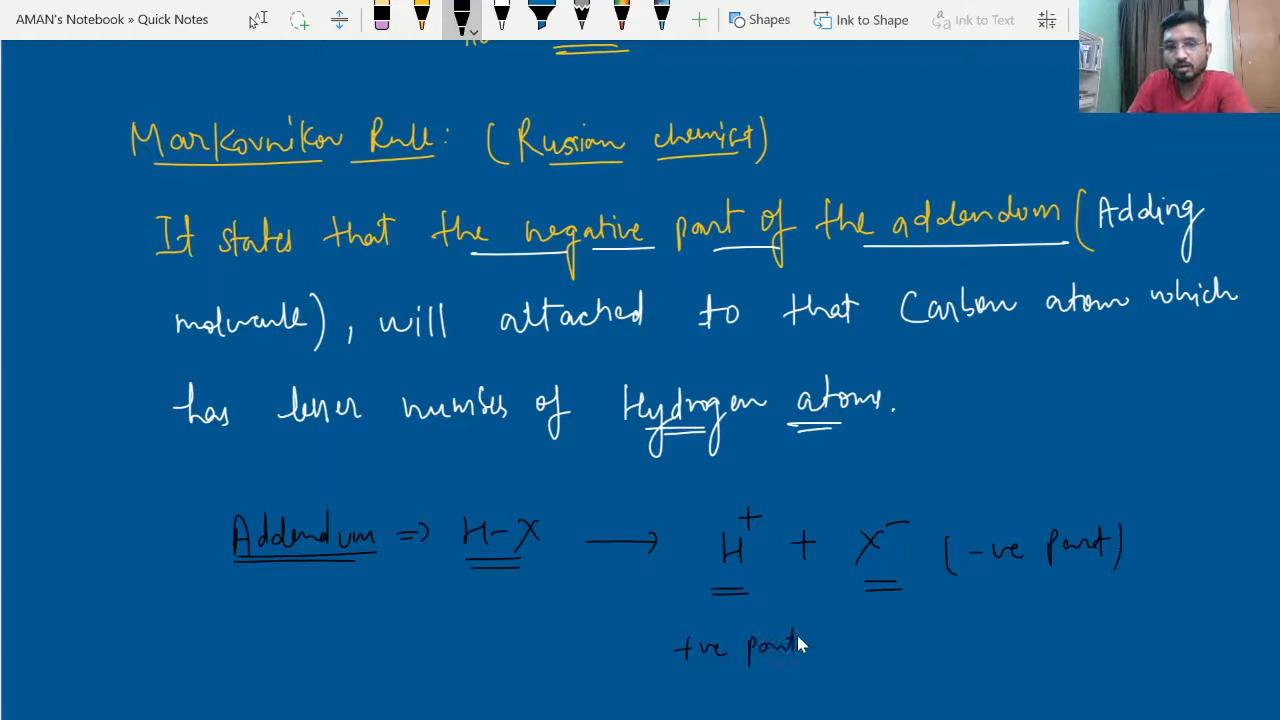 AMAN's Notebook » Quick Notes
Shapes
Ink to Shape
Ink to Text
Markovnikov Rule: (Russian chemist)
It states that the negative part of the addendum (Adding
molecule), will attached to that Carbon atom which
has lesser number of Hydrogen atoms.
Addendum => H-X → H⁺ + X⁻ (-ve part)
+ve part